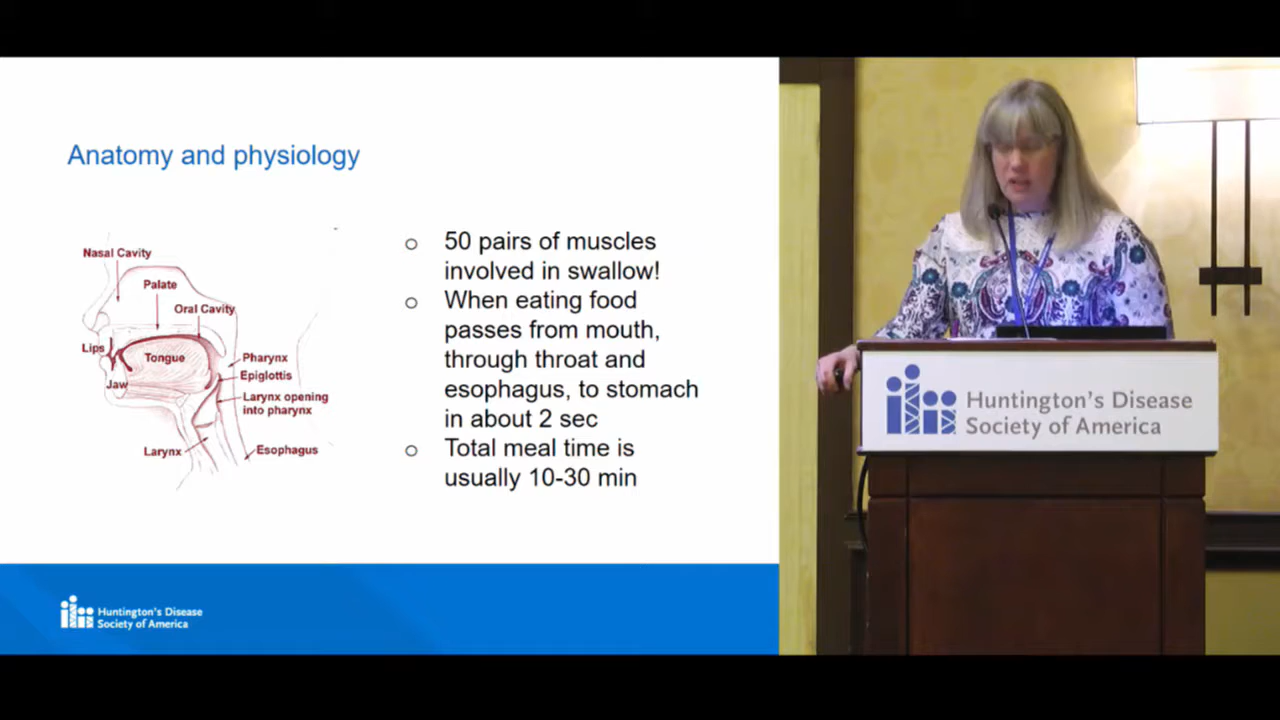 Anatomy and physiology
Nasal Cavity
Palate
Oral Cavity
Lips
Tongue
Pharynx
Epiglottis
Jaw
Larynx opening
into pharynx
Larynx
Esophagus
50 pairs of muscles
involved in swallow!
When eating food
passes from mouth,
through throat and
esophagus, to stomach
in about 2 sec
Total meal time is
usually 10-30 min
Huntington's Disease
Society of America
Huntington's Disease
Society of America